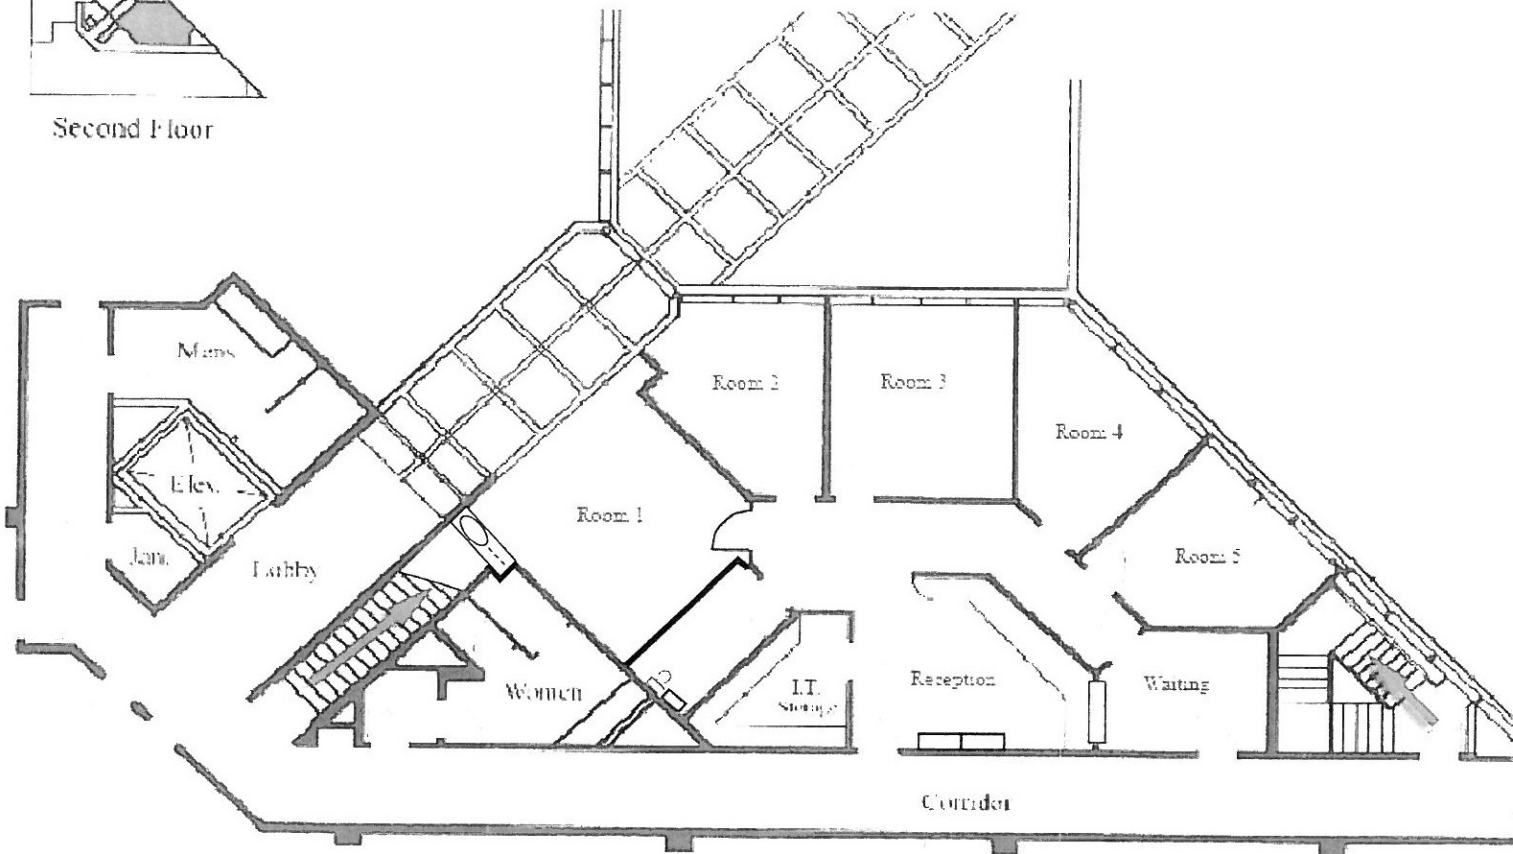 Second Floor
Mens
Room 2
Room 3
Room 4
Elev.
Room 1
Jan.
Lobby
Room 5
Women
I.T.
Storage
Reception
Waiting
Corridor